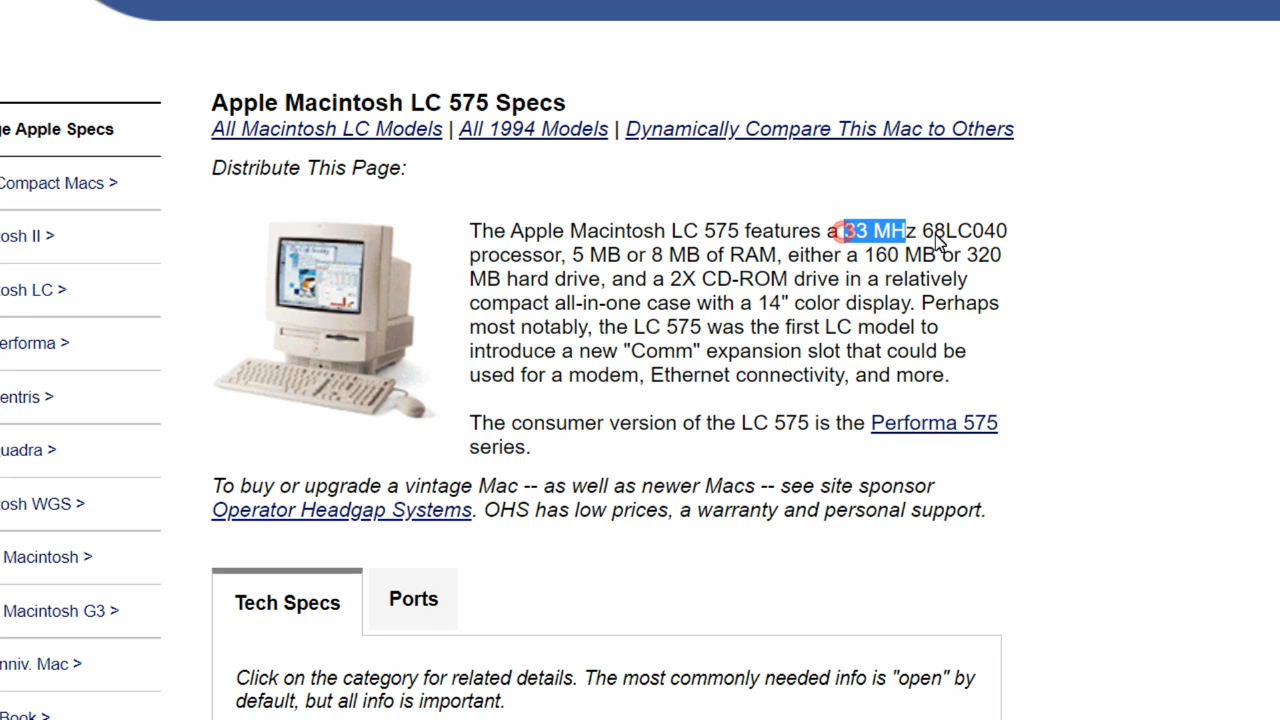 Apple Macintosh LC 575 Specs
All Macintosh LC Models | All 1994 Models | Dynamically Compare This Mac to Others
Distribute This Page:
ge Apple Specs
Compact Macs >
osh II >
osh LC >
erforma >
entris >
uadra >
osh WGS >
Macintosh >
Macintosh G3 >
nniv. Mac >
Book >
The Apple Macintosh LC 575 features a 33 MHz 68LC040
processor, 5 MB or 8 MB of RAM, either a 160 MB or 320
MB hard drive, and a 2X CD-ROM drive in a relatively
compact all-in-one case with a 14" color display. Perhaps
most notably, the LC 575 was the first LC model to
introduce a new "Comm" expansion slot that could be
used for a modem, Ethernet connectivity, and more.
The consumer version of the LC 575 is the Performa 575
series.
To buy or upgrade a vintage Mac -- as well as newer Macs -- see site sponsor
Operator Headgap Systems. OHS has low prices, a warranty and personal support.
Tech Specs
Ports
Click on the category for related details. The most commonly needed info is "open" by
default, but all info is important.